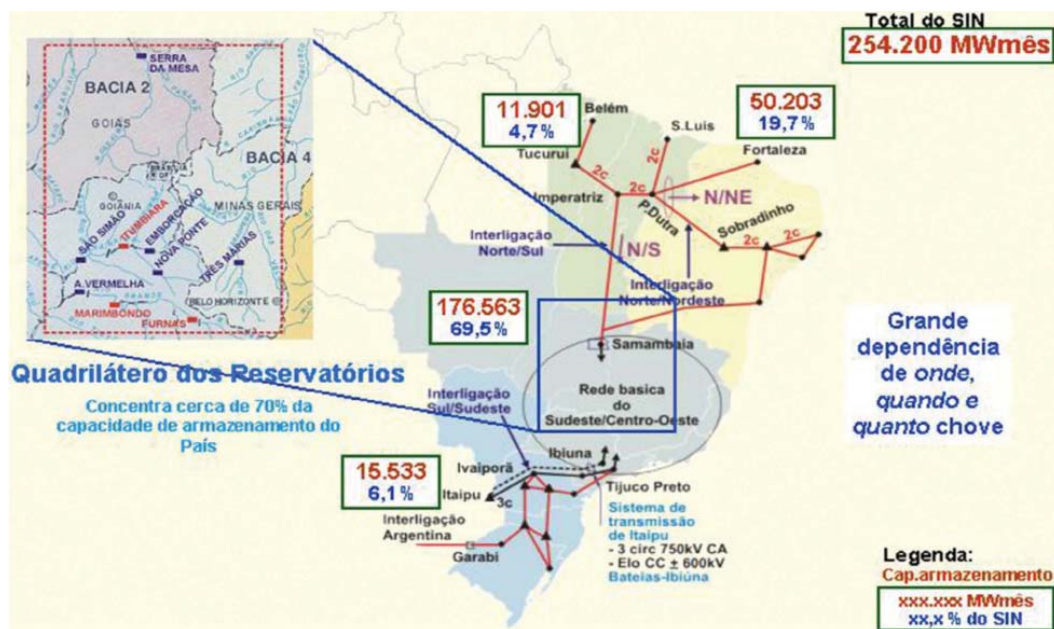 Total do SIN
254.200 MWmês
SERRA
DA MESA
BACIA 2
GOIÁS
BACIA 4
BRASÍLIA
DF
GOIÂNIA
MINAS GERAIS
SÃO SIMÃO
ITUMBIARA
EMBORCAÇÃO
NOVA PONTE
TRÊS MARIAS
A.VERMELHA
GRANDE
BELO HORIZONTE
MARIMBONDO
FURNAS
Quadrilátero dos Reservatórios
Concentra cerca de 70% da
capacidade de armazenamento do
País
11.901
4,7%
Belém
Tucuruí
2c
S.Luis
2c
50.203
19,7%
Fortaleza
Imperatriz
2c
N/NE
P.Dutra
Sobradinho
2c
2c
Interligação
Norte/Sul
N/S
Interligação
Norte/Nordeste
176.563
69,5%
Samambaia
Rede basica
do
Sudeste/Centro-Oeste
Grande
dependência
de onde,
quando e
quanto chove
Interligação
Sul/Sudeste
Ibiuna
Ivaiporã
15.533
6,1%
Itaipu
3c
Tijuco Preto
Sistema de
transmissão
de Itaipu
- 3 circ 750kV CA
- Elo CC ± 600kV
Bateias-Ibiúna
Interligação
Argentina
Garabi
Legenda:
Cap.armazenamento
xxx.xxx MWmês
xx,x % do SIN